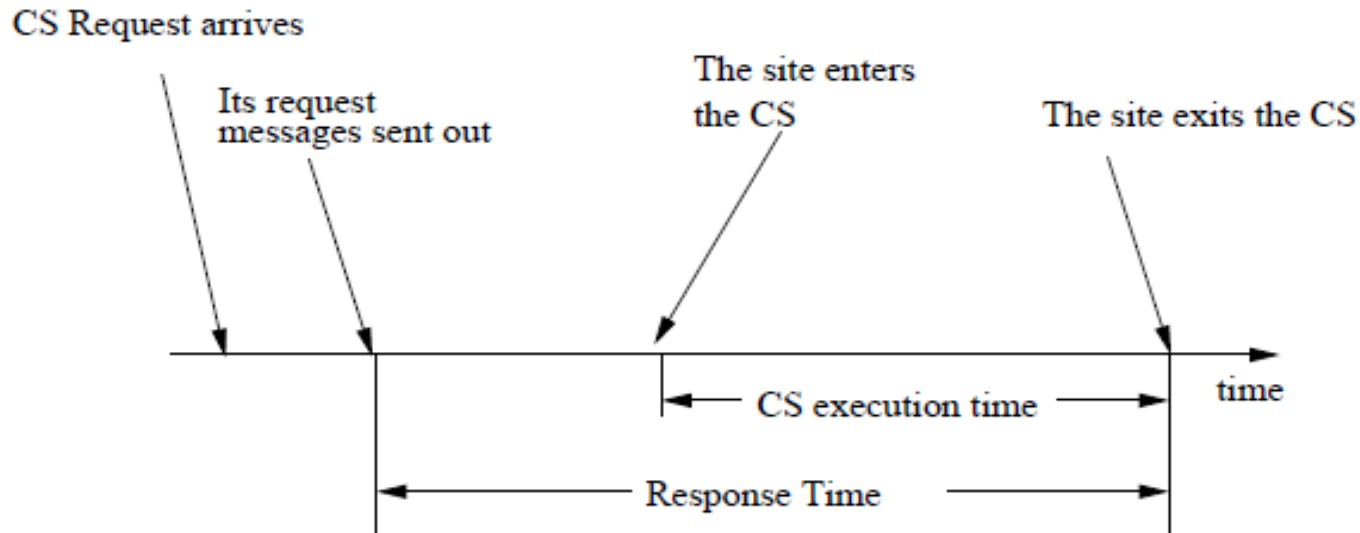 CS Request arrives
Its request
messages sent out
The site enters
the CS
The site exits the CS
time
CS execution time
Response Time